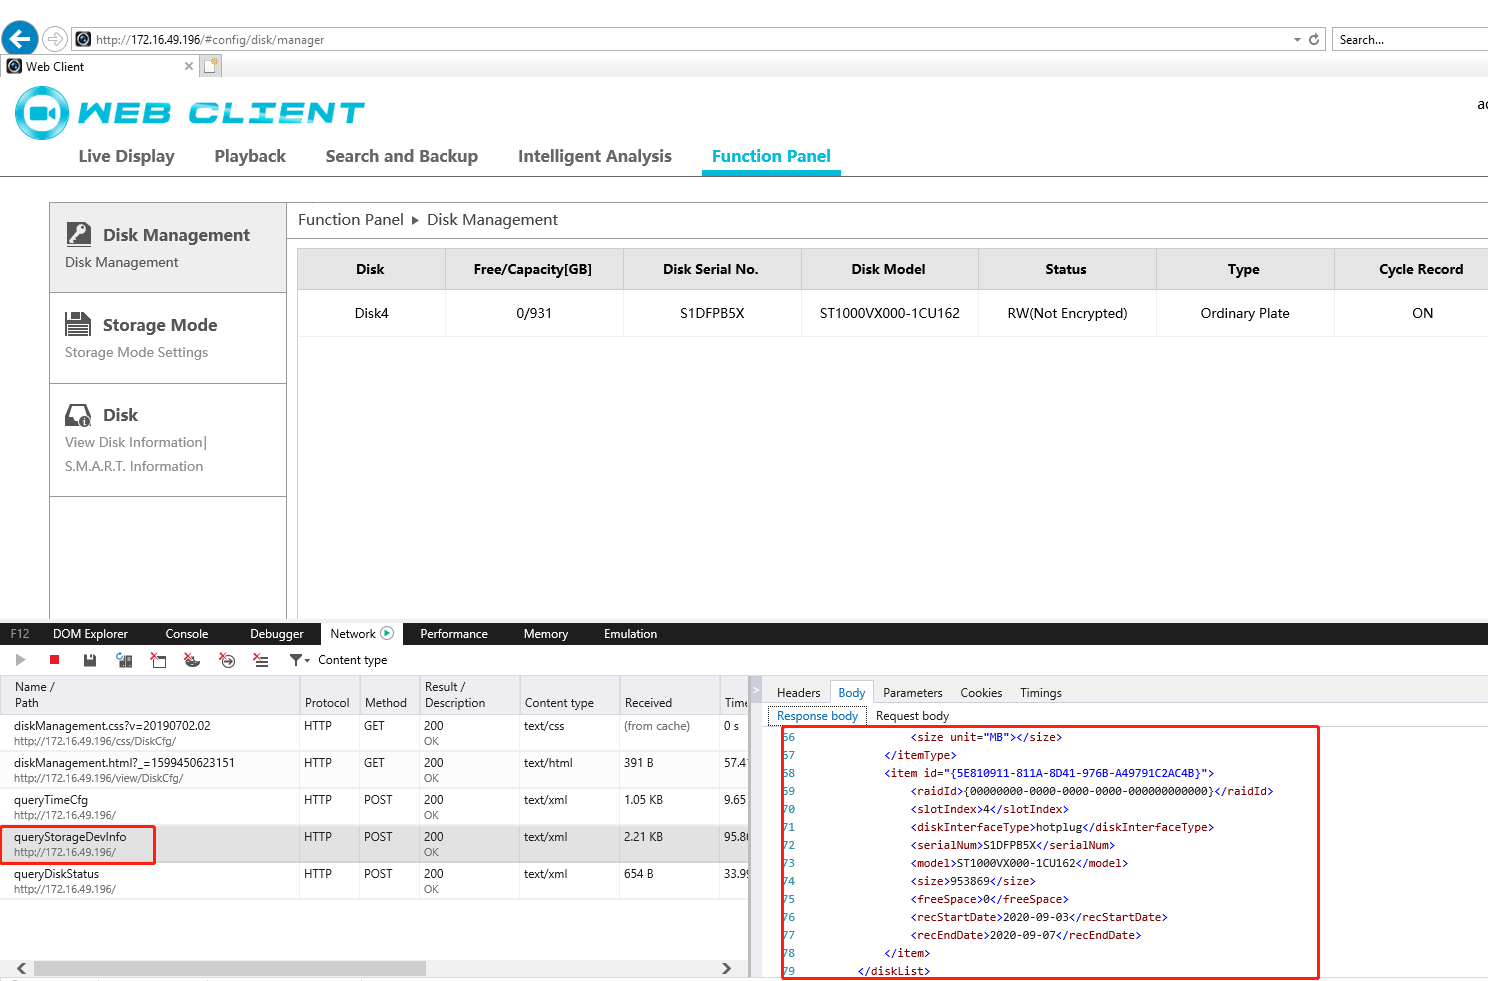 http://172.16.49.196/#config/disk/manager
Search...
Web Client
WEB CLIENT
Live Display
Playback
Search and Backup
Intelligent Analysis
Function Panel
Disk Management
Disk Management
Storage Mode
Storage Mode Settings
Disk
View Disk Information|
S.M.A.R.T. Information
Function Panel Disk Management
Disk Free/Capacity[GB] Disk Serial No. Disk Model Status Type Cycle Record
Disk4 0/931 S1DFPB5X ST1000VX000-1CU162 RW(Not Encrypted) Ordinary Plate ON
F12 DOM Explorer Console Debugger Network Performance Memory Emulation
Content type
Name /
Path
Protocol
Method
Result /
Description
Content type
Received
diskManagement.css?v=20190702.02 HTTP GET 200 text/css (from cache) 0 s
http://172.16.49.196/css/DiskCfg/ OK
diskManagement.html?_=1599450623151 HTTP GET 200 text/html 391 B
http://172.16.49.196/view/DiskCfg/ OK
queryTimeCfg HTTP POST 200 text/xml 1.05 KB 9.65
http://172.16.49.196/ OK
queryStorageDevInfo HTTP POST 200 text/xml 2.21 KB
http://172.16.49.196/ OK
queryDiskStatus HTTP POST 200 text/xml 654 B
http://172.16.49.196/ OK
Headers Body Parameters Cookies Timings
Response body Request body
66 <size unit="MB"></size>
67 </itemType>
68 <item id="{5E810911-811A-8D41-976B-A49791C2AC4B}">
69 <raidId>{00000000-0000-0000-0000-000000000000}</raidId>
70 <slotIndex>4</slotIndex>
71 <diskInterfaceType>hotplug</diskInterfaceType>
72 <serialNum>S1DFPB5X</serialNum>
73 <model>ST1000VX000-1CU162</model>
74 <size>953869</size>
75 <freeSpace>0</freeSpace>
76 <recStartDate>2020-09-03</recStartDate>
77 <recEndDate>2020-09-07</recEndDate>
78 </item>
79 </diskList>